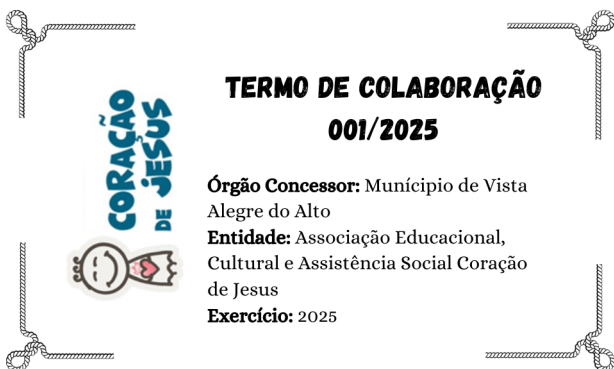 CORAÇÃO
DE JESUS
TERMO DE COLABORAÇÃO
001/2025
Órgão Concessor: Munícipio de Vista
Alegre do Alto
Entidade: Associação Educacional,
Cultural e Assistência Social Coração
de Jesus
Exercício: 2025